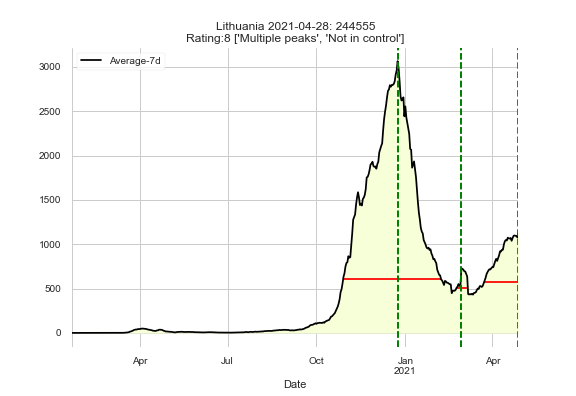 Lithuania 2021-04-28: 244555
Rating:8 ['Multiple peaks', 'Not in control']
Average-7d
3000
2500
2000
1500
1000
500
0
Apr
Jul
Oct
Jan
2021
Apr
Date